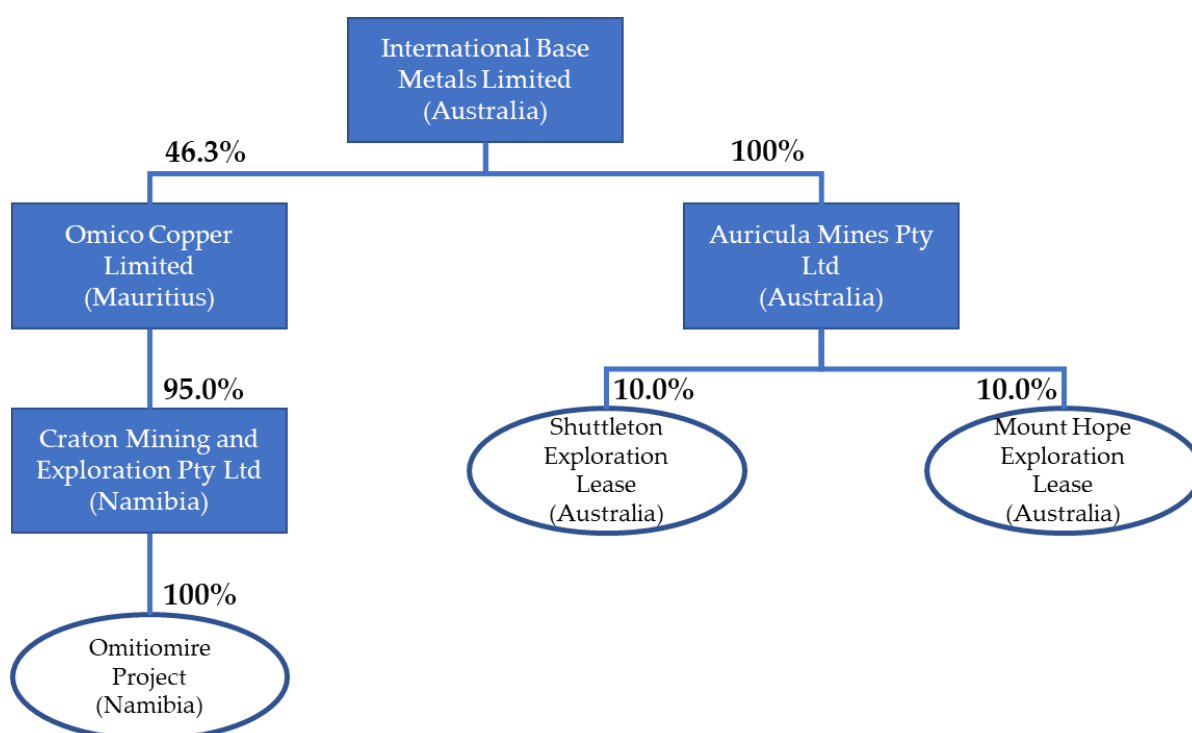 International Base
Metals Limited
(Australia)
46.3%
100%
Omico Copper
Limited
(Mauritius)
Auricula Mines Pty
Ltd
(Australia)
95.0%
10.0%
10.0%
Craton Mining and
Exploration Pty Ltd
(Namibia)
Shuttleton
Exploration
Lease
(Australia)
Mount Hope
Exploration
Lease
(Australia)
100%
Omitiomire
Project
(Namibia)